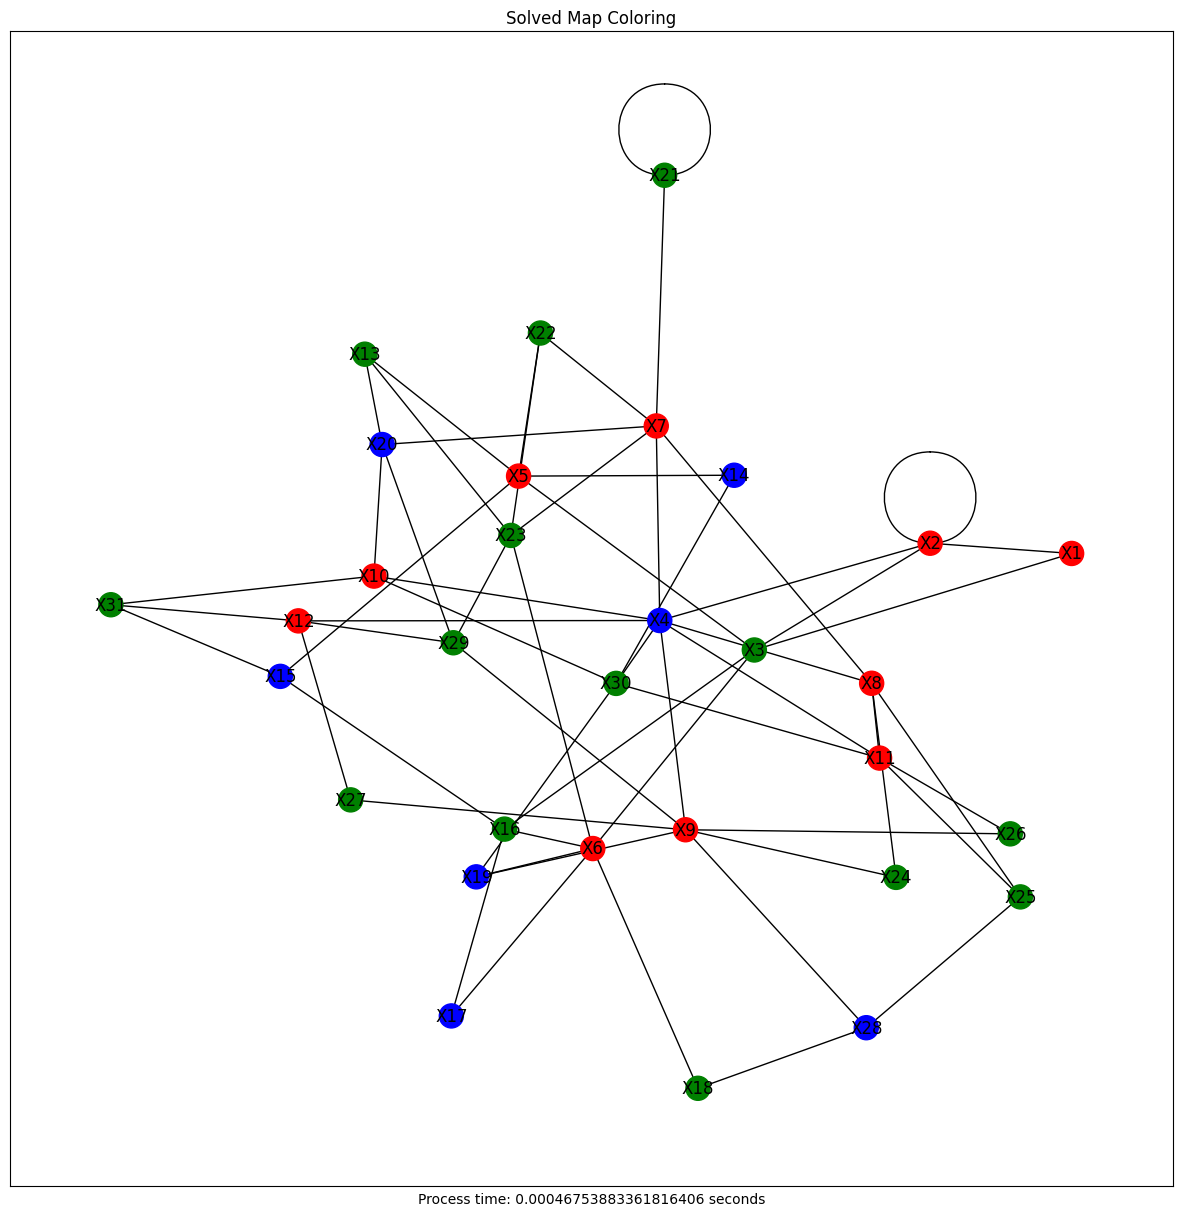 Solved Map Coloring
X21
X22
X13
X7
X20
X5
X14
X23
X2
X1
X10
X31
X12
X4
X29
X3
X15
X30
X8
X11
X27
X16
X9
X26
X6
X19
X24
X25
X17
X28
X18
Process time: 0.00046753883361816406 seconds